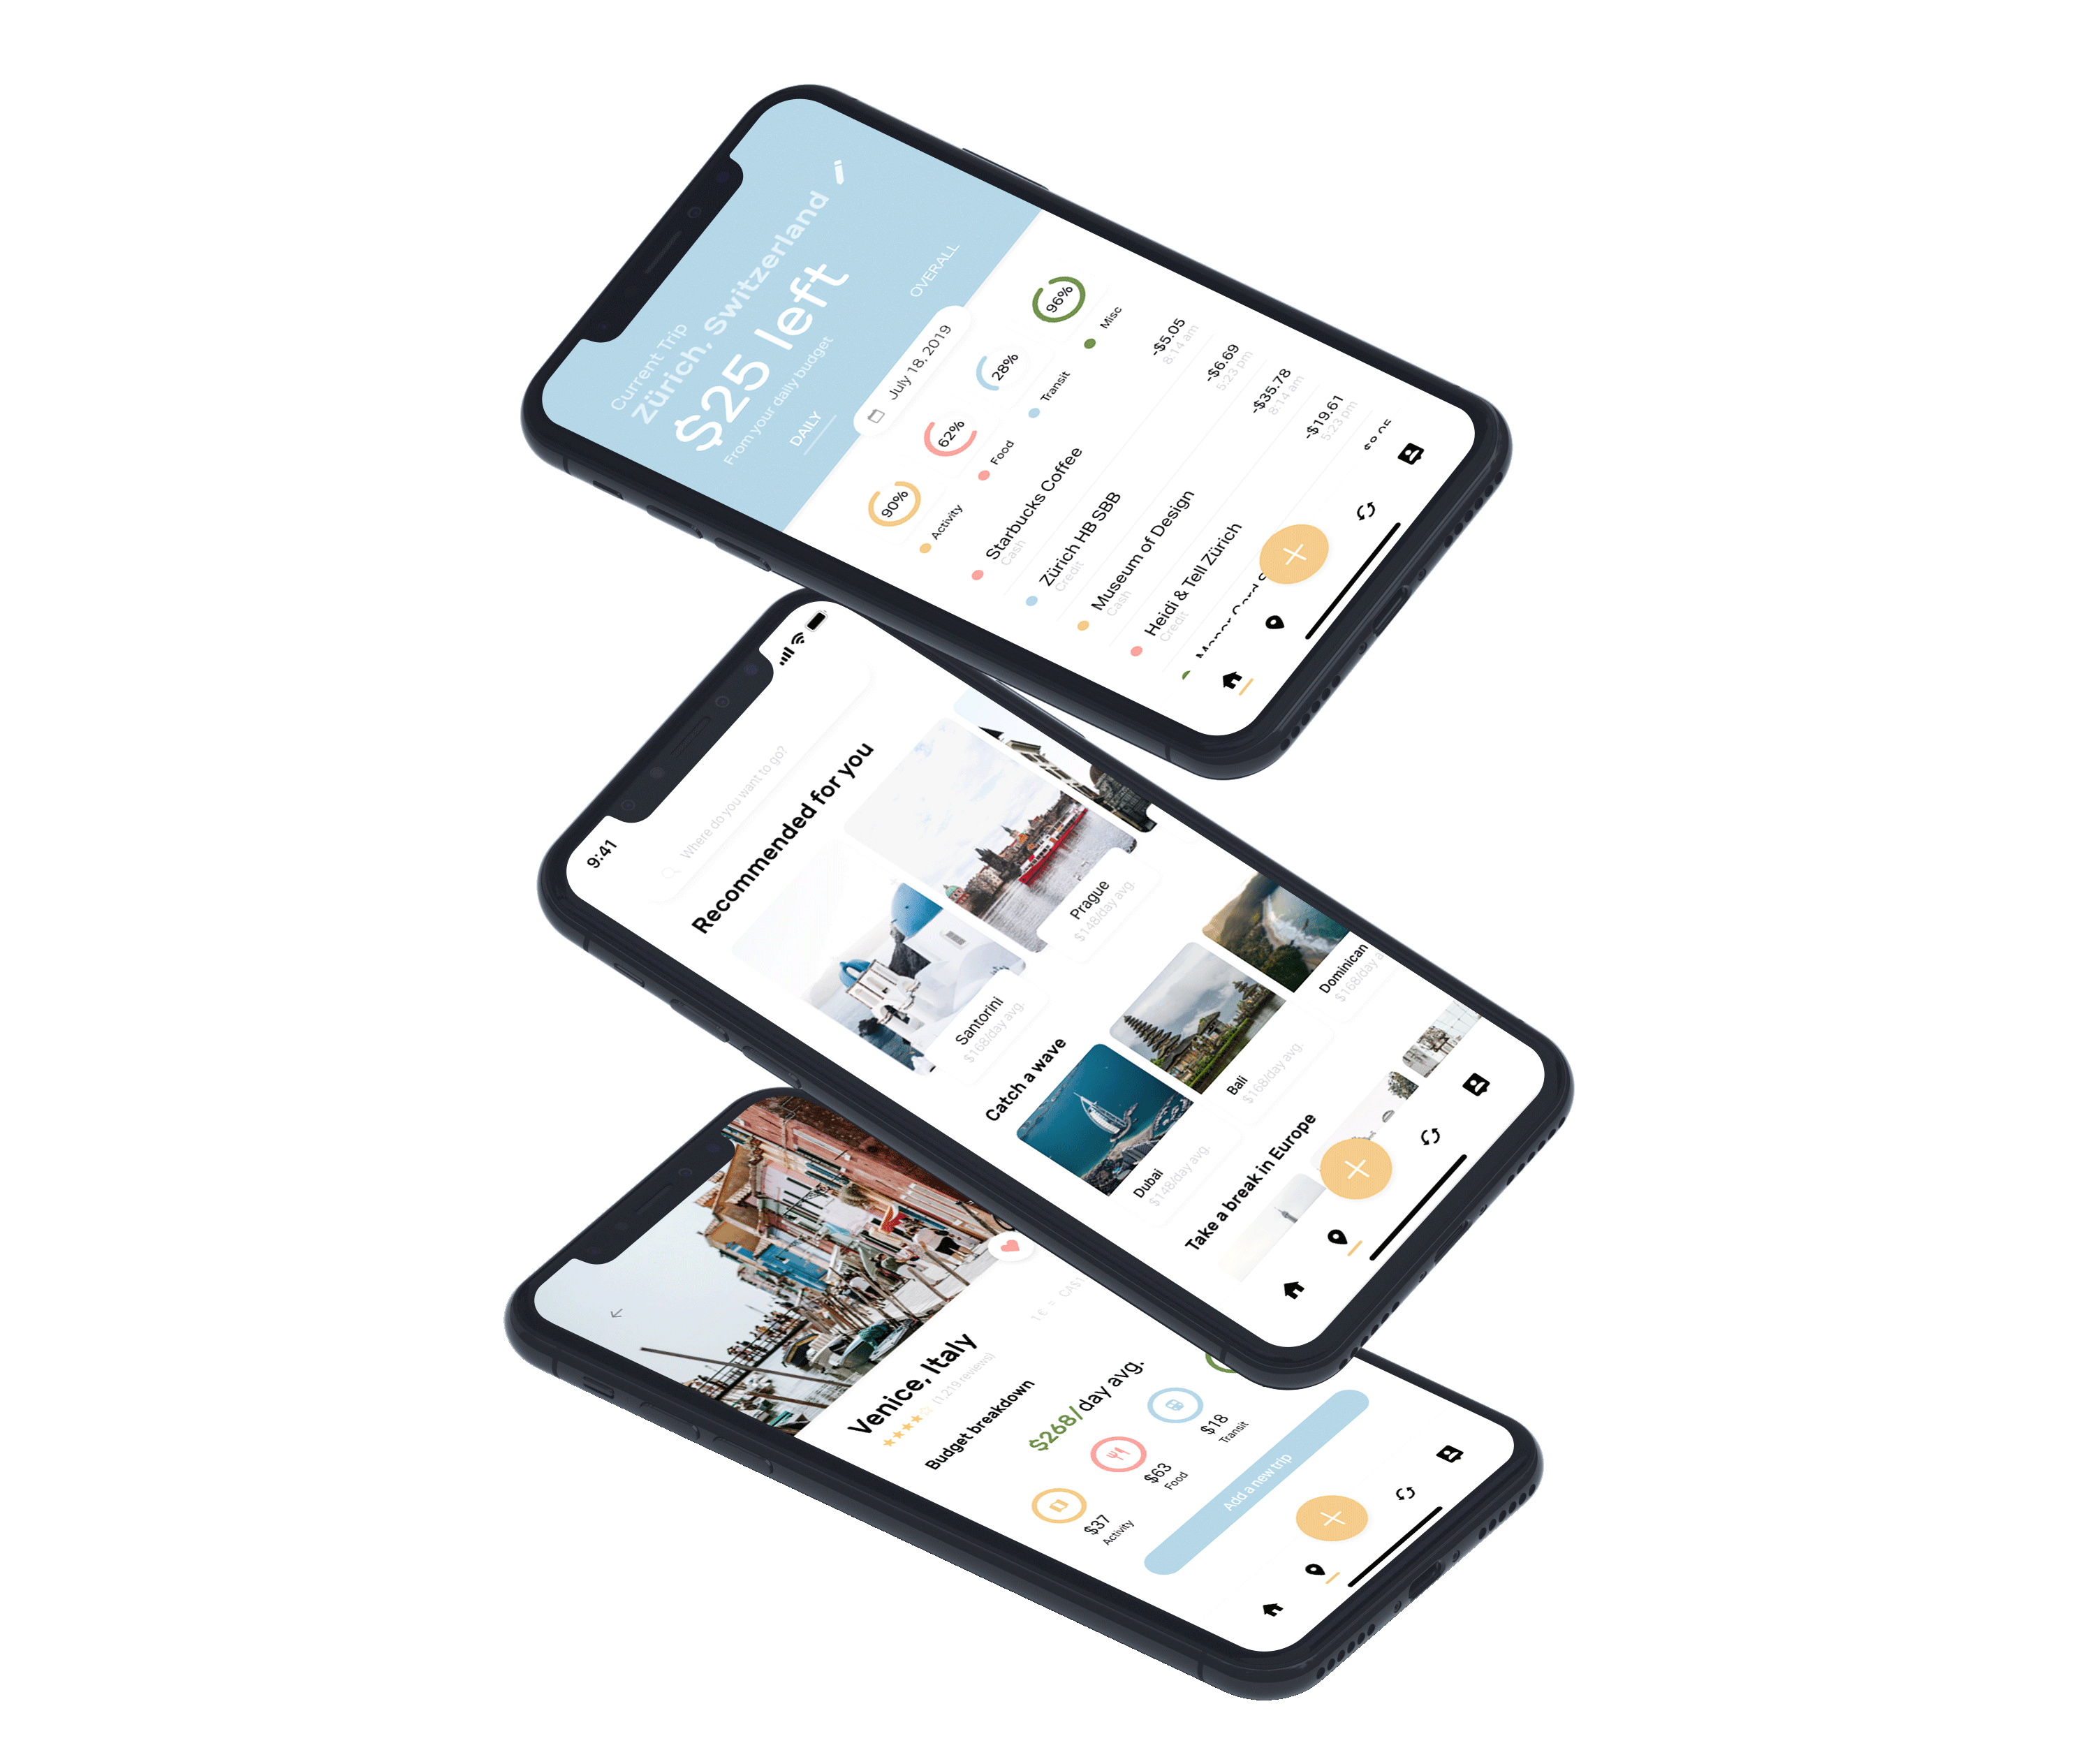 Current Trip
Zürich, Switzerland
$25 left
From your daily budget
DAILY
OVERALL
July 18, 2019
90%
62%
28%
96%
Activity
Food
Transit
Misc
Starbucks Coffee
-$5.05
Cash
8:14 am
Zürich HB SBB
-$6.69
Credit
5:23 pm
Museum of Design
-$35.78
Cash
8:14 am
Heidi & Tell Zürich
-$19.61
Credit
5:23 pm
9:41
Where do you want to go?
Recommended for you
Santorini
$168/day avg.
Prague
$148/day avg.
Catch a wave
Dubai
$148/day avg.
Bali
$168/day avg.
Dominican
$168/day a
Take a break in Europe
Venice, Italy
(1,219 reviews)
1 € = CA$1
Budget breakdown
$268/day avg.
$37
Activity
$63
Food
$18
Transit
Add a new trip